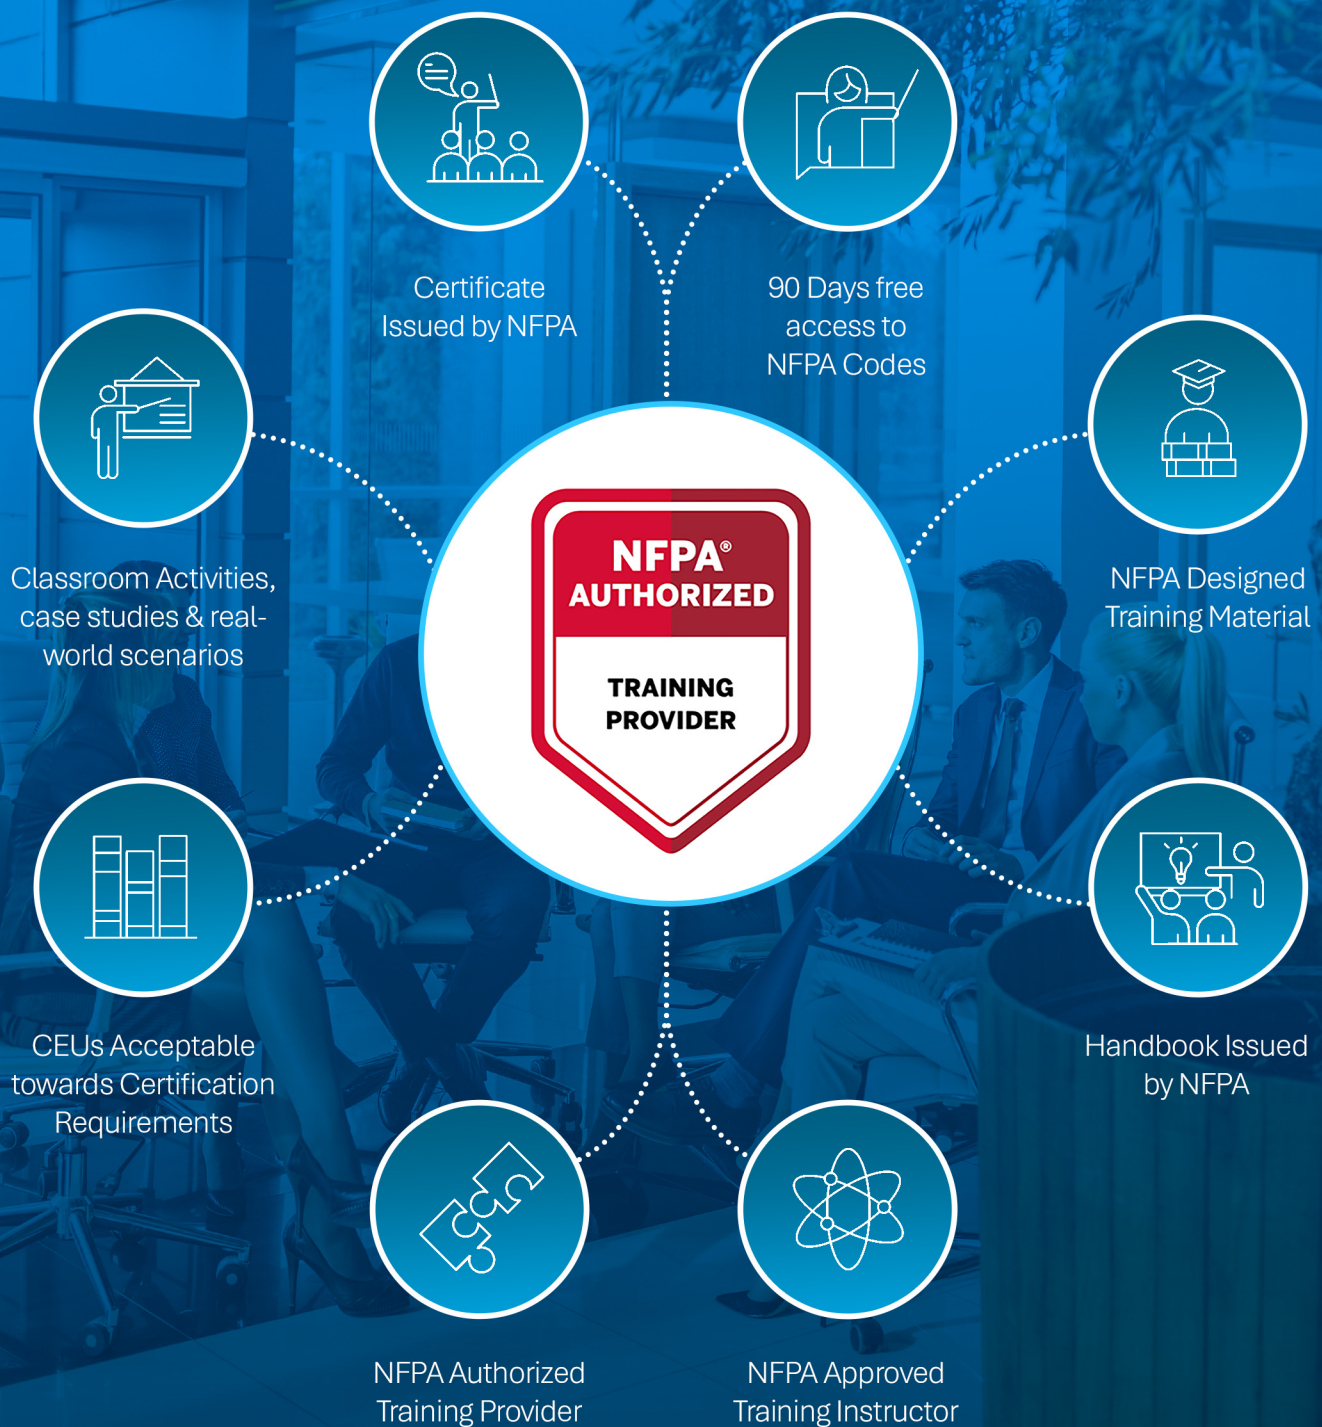 Certificate
Issued by NFPA
90 Days free
access to
NFPA Codes
Classroom Activities,
case studies & real-
world scenarios
NFPA®
AUTHORIZED
TRAINING
PROVIDER
NFPA Designed
Training Material
CEUs Acceptable
towards Certification
Requirements
Handbook Issued
by NFPA
NFPA Authorized
Training Provider
NFPA Approved
Training Instructor